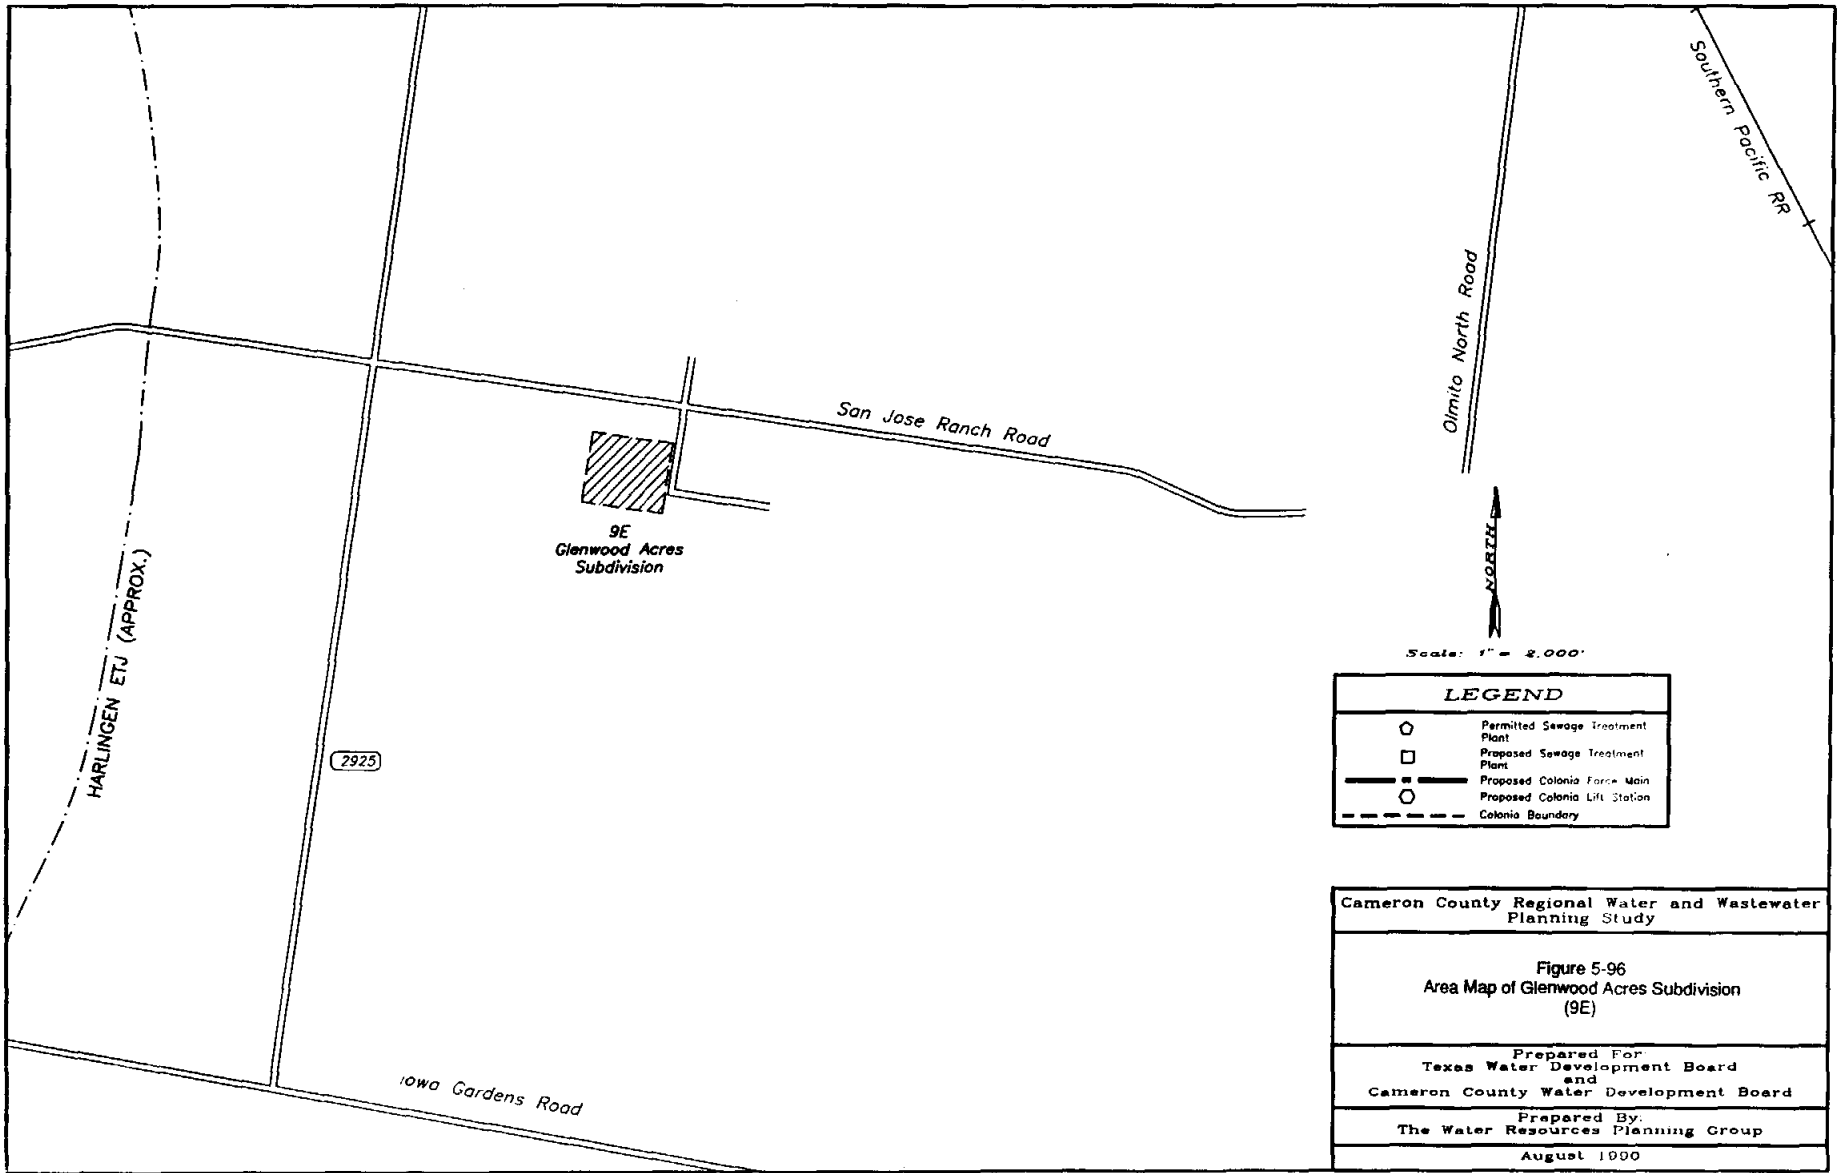 Southern Pacific RR
Olmito North Road
San Jose Ranch Road
9E
Glenwood Acres
Subdivision
HARLINGEN ETJ (APPROX.)
2925
Iowa Gardens Road
NORTH
Scale: 1" = 2,000'
LEGEND
Permitted Sewage Treatment
Plant
Proposed Sewage Treatment
Plant
Proposed Colonia Force Main
Proposed Colonia Lift Station
Colonia Boundary
Cameron County Regional Water and Wastewater
Planning Study
Figure 5-96
Area Map of Glenwood Acres Subdivision
(9E)
Prepared For
Texas Water Development Board
and
Cameron County Water Development Board
Prepared By:
The Water Resources Planning Group
August 1990